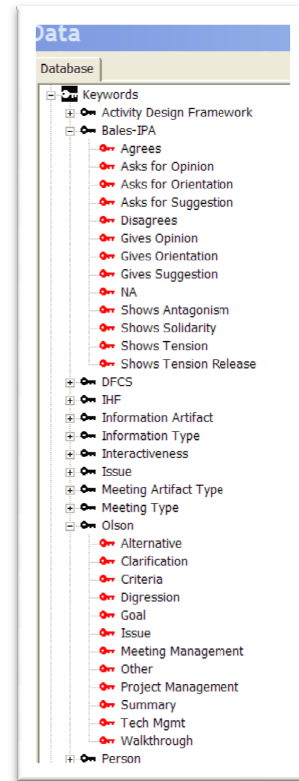 Data
Database
Keywords
Activity Design Framework
Bales-IPA
Agrees
Asks for Opinion
Asks for Orientation
Asks for Suggestion
Disagrees
Gives Opinion
Gives Orientation
Gives Suggestion
NA
Shows Antagonism
Shows Solidarity
Shows Tension
Shows Tension Release
DFCS
IHF
Information Artifact
Information Type
Interactiveness
Issue
Meeting Artifact Type
Meeting Type
Olson
Alternative
Clarification
Criteria
Digression
Goal
Issue
Meeting Management
Other
Project Management
Summary
Tech Mgmt
Walkthrough
Person